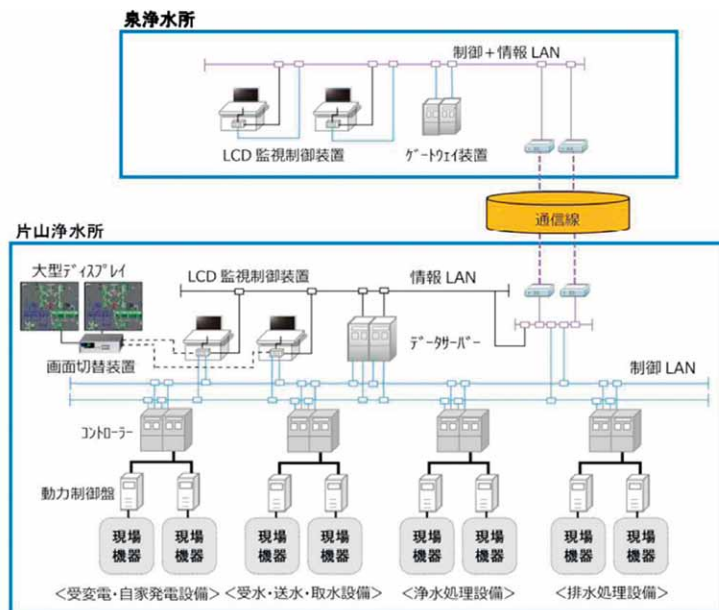 泉浄水所
制御＋情報 LAN
LCD 監視制御装置
ｹﾞｰﾄｳｪｲ装置
通信線
片山浄水所
大型ﾃﾞｨｽﾌﾟﾚｲ
LCD 監視制御装置
情報 LAN
ﾃﾞｰﾀｻｰﾊﾞｰ
画面切替装置
制御 LAN
ｺﾝﾄﾛｰﾗｰ
動力制御盤
現場
機器
現場
機器
現場
機器
現場
機器
現場
機器
現場
機器
現場
機器
現場
機器
＜受変電・自家発電設備＞
＜受水・送水・取水設備＞
＜浄水処理設備＞
＜排水処理設備＞